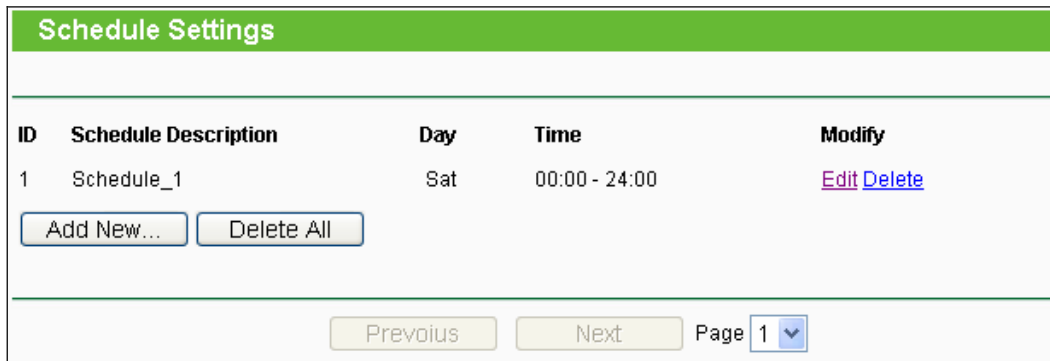 Schedule Settings
ID Schedule Description Day Time Modify
1 Schedule_1 Sat 00:00 - 24:00 Edit Delete
Add New... Delete All
Prevoius Next Page 1